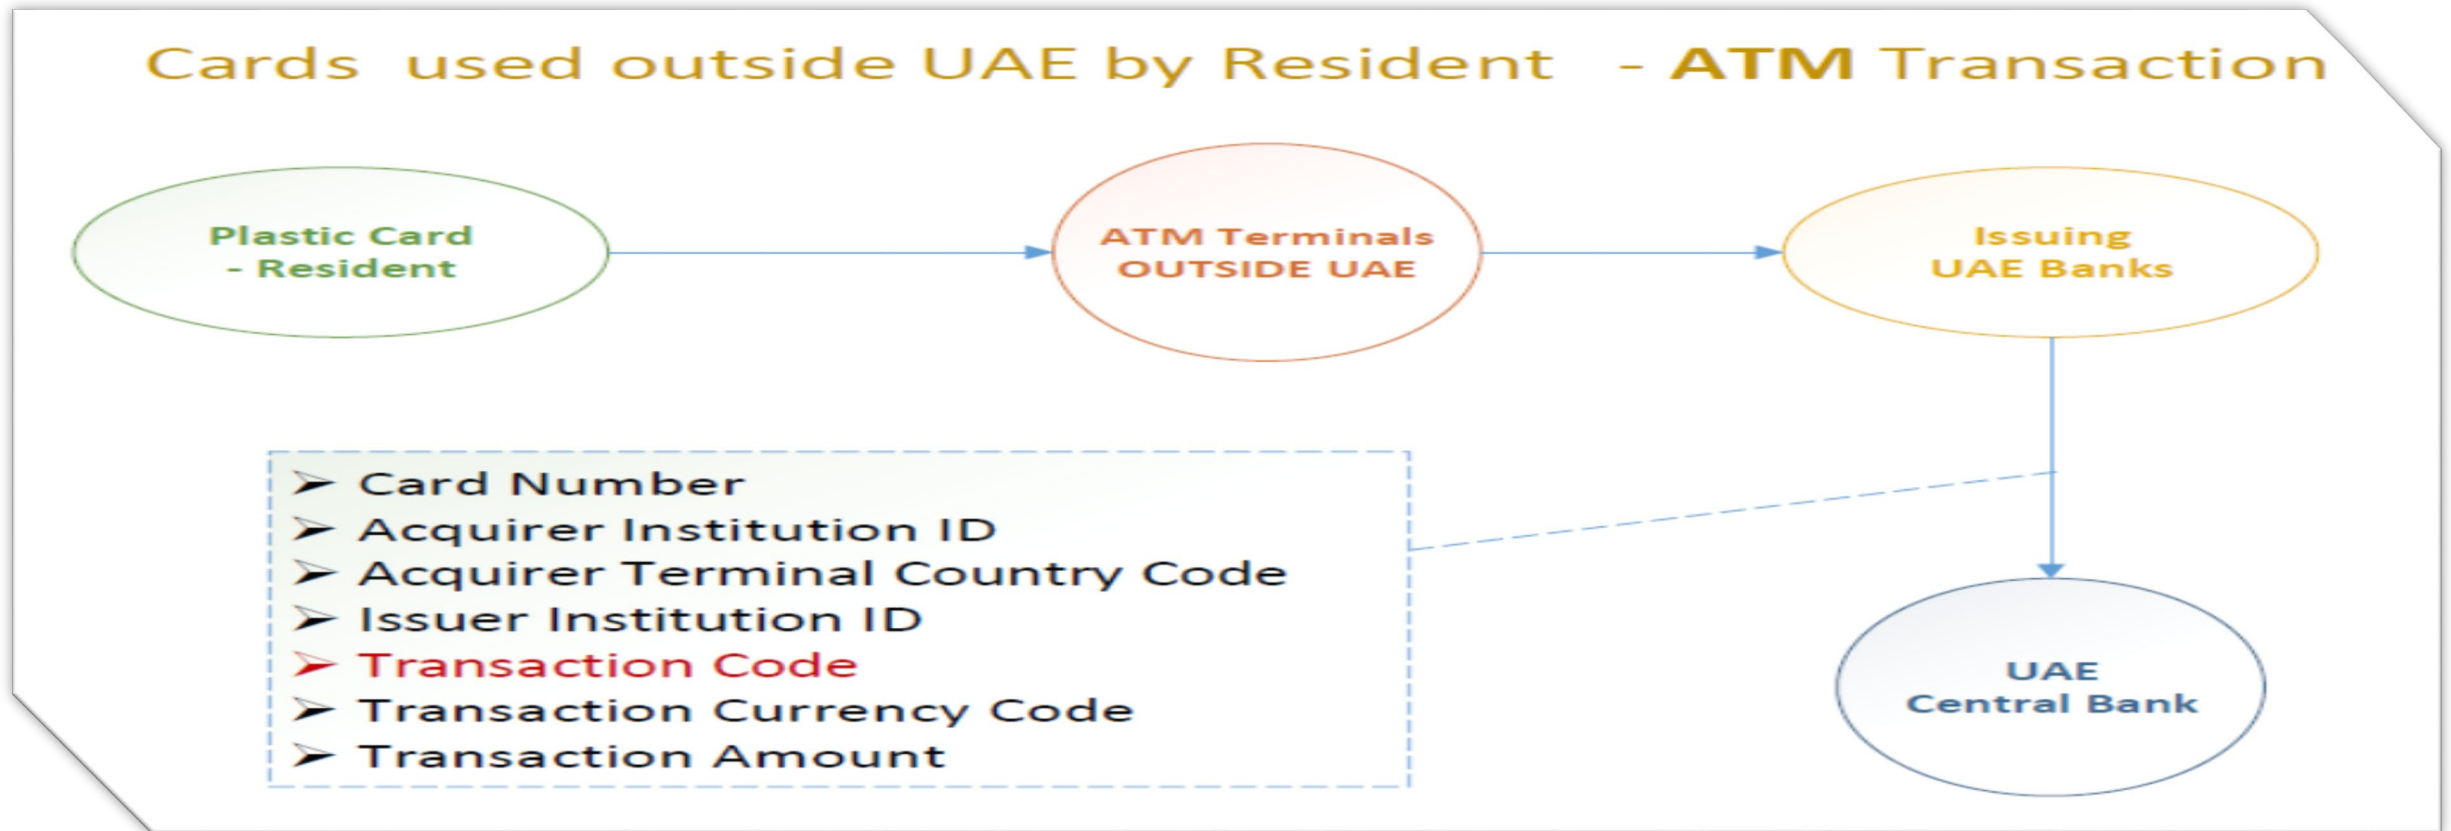 Cards used outside UAE by Resident - ATM Transaction
Plastic Card
- Resident
ATM Terminals
OUTSIDE UAE
Issuing
UAE Banks
➢ Card Number
➢ Acquirer Institution ID
➢ Acquirer Terminal Country Code
➢ Issuer Institution ID
➢ Transaction Code
➢ Transaction Currency Code
➢ Transaction Amount
UAE
Central Bank